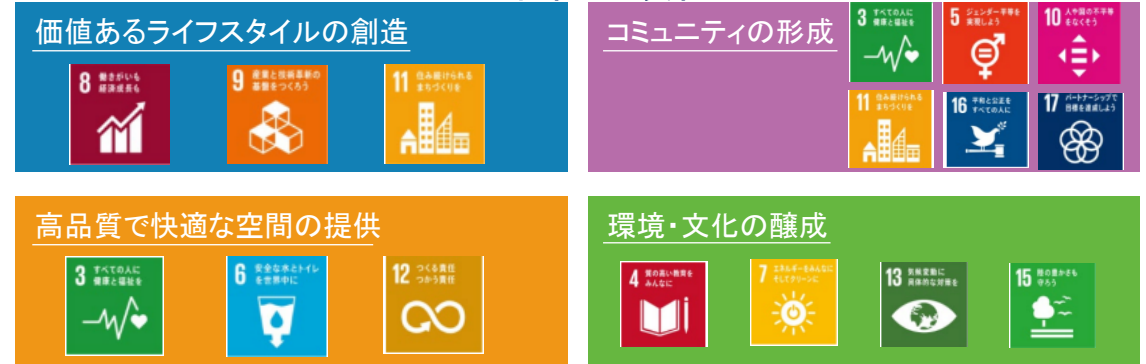 価値あるライフスタイルの創造
8 働きがいも
経済成長も
9 産業と技術革新の
基盤をつくろう
11 住み続けられる
まちづくりを
コミュニティの形成
3 すべての人に
健康と福祉を
5 ジェンダー平等を
実現しよう
10 人や国の不平等
をなくそう
11 住み続けられる
まちづくりを
16 平和と公正を
すべての人に
17 パートナーシップで
目標を達成しよう
高品質で快適な空間の提供
3 すべての人に
健康と福祉を
6 安全な水とトイレ
を世界中に
12 つくる責任
つかう責任
環境・文化の醸成
4 質の高い教育を
みんなに
7 エネルギーをみんなに
そしてクリーンに
13 気候変動に
具体的な対策を
15 陸の豊かさも
守ろう